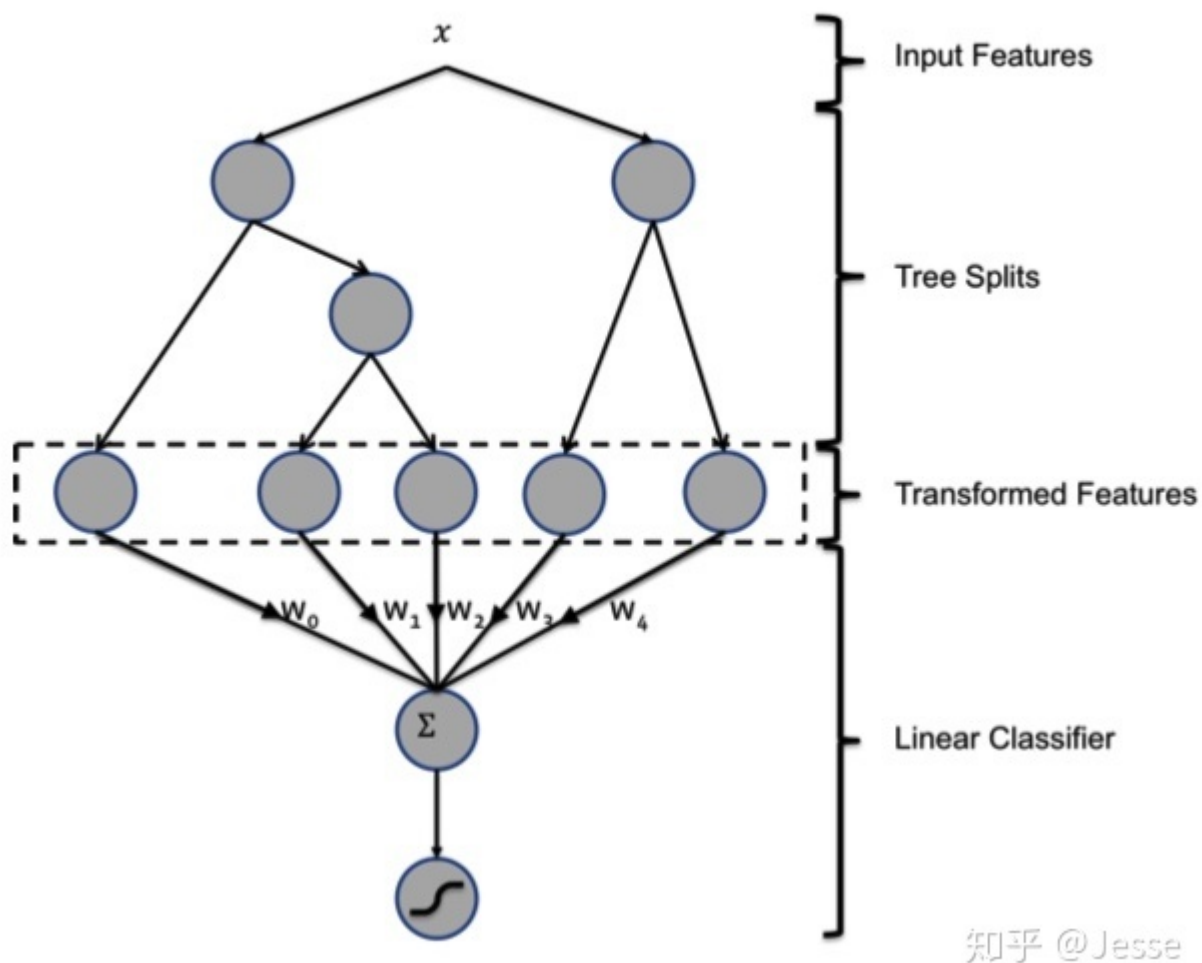 x
Input Features
Tree Splits
Transformed Features
W₀ W₁ W₂ W₃ W₄
Σ
Linear Classifier
知乎 @Jesse